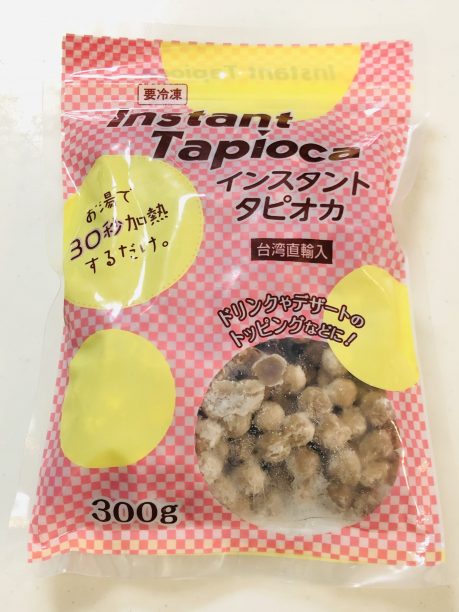 Instant Tapioca
要冷凍
Instant
Tapioca
インスタント
タピオカ
お湯で
30秒加熱
するだけ。
台湾直輸入
ドリンクやデザートの
トッピングなどに!
300g